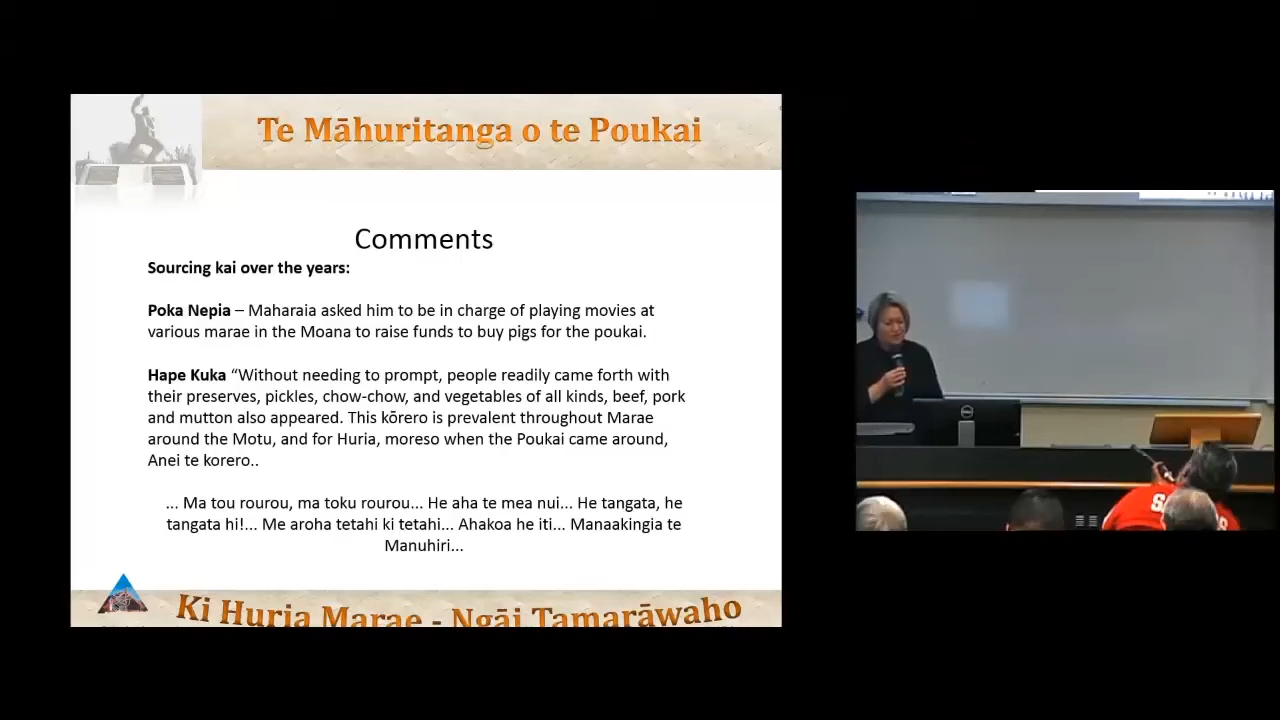 Te Māhuritanga o te Poukai
Comments
Sourcing kai over the years:
Poka Nepia – Maharaia asked him to be in charge of playing movies at
various marae in the Moana to raise funds to buy pigs for the poukai.
Hape Kuka “Without needing to prompt, people readily came forth with
their preserves, pickles, chow-chow, and vegetables of all kinds, beef, pork
and mutton also appeared. This kōrero is prevalent throughout Marae
around the Motu, and for Huria, moreso when the Poukai came around,
Anei te korero..
... Ma tou rourou, ma toku rourou... He aha te mea nui... He tangata, he
tangata hi!... Me aroha tetahi ki tetahi... Ahakoa he iti... Manaakingia te
Manuhiri...
Ki Huria Marae - Ngāi Tamarāwaho